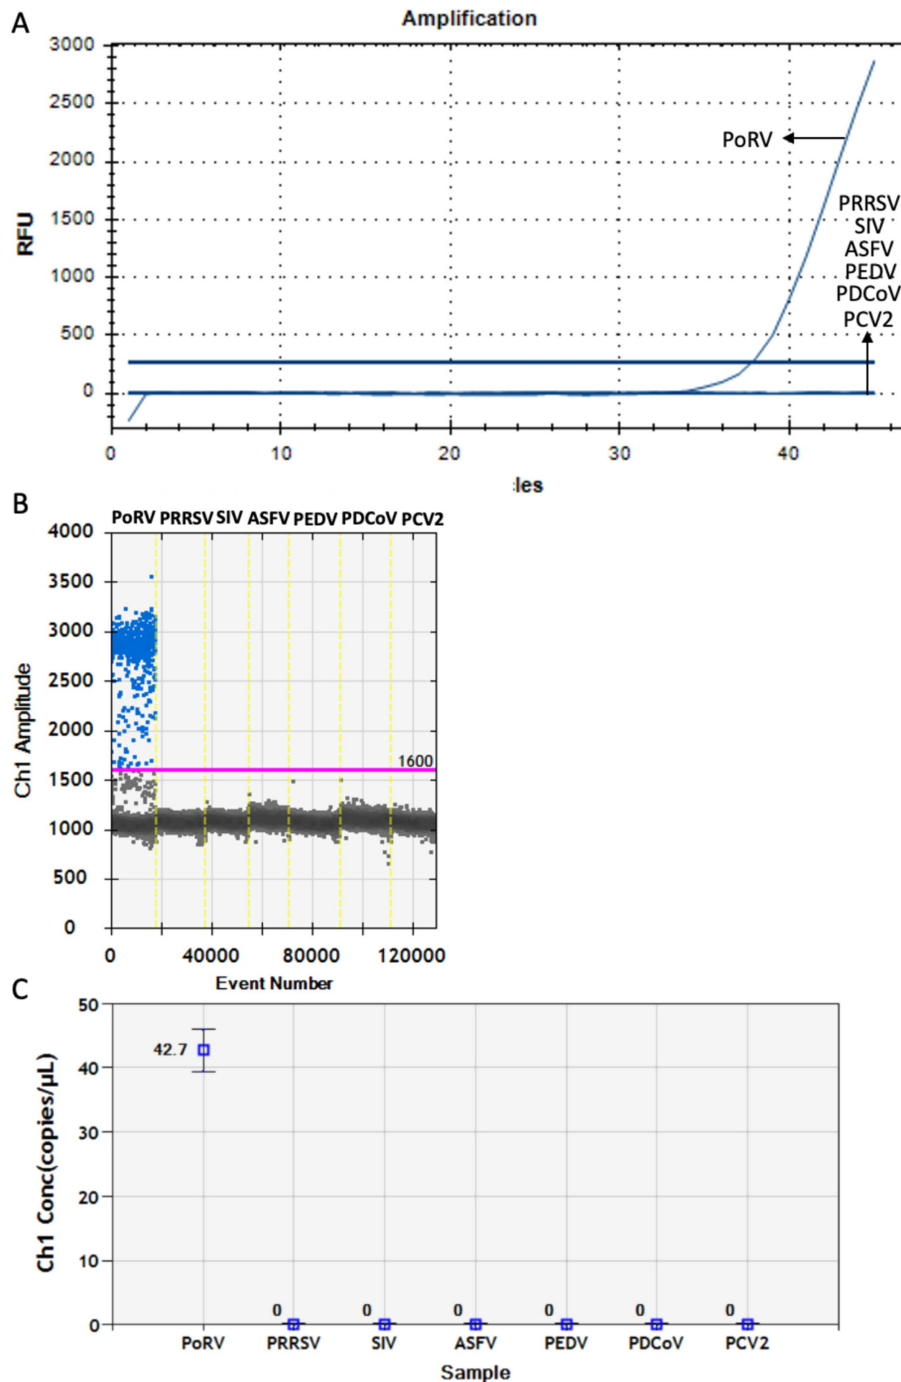 A
Amplification
3000
2500
2000
1500
1000
500
0
RFU
PoRV
PRRSV
SIV
ASFV
PEDV
PDCoV
PCV2
0 10 20 30 40
:les
B
PoRV PRRSV SIV ASFV PEDV PDCoV PCV2
4000
3500
3000
2500
2000
1500
1000
500
0
Ch1 Amplitude
1600
0 40000 80000 120000
Event Number
C
50
40
30
20
10
0
Ch1 Conc(copies/µL)
42.7
0 0 0 0 0 0
PoRV PRRSV SIV ASFV PEDV PDCoV PCV2
Sample